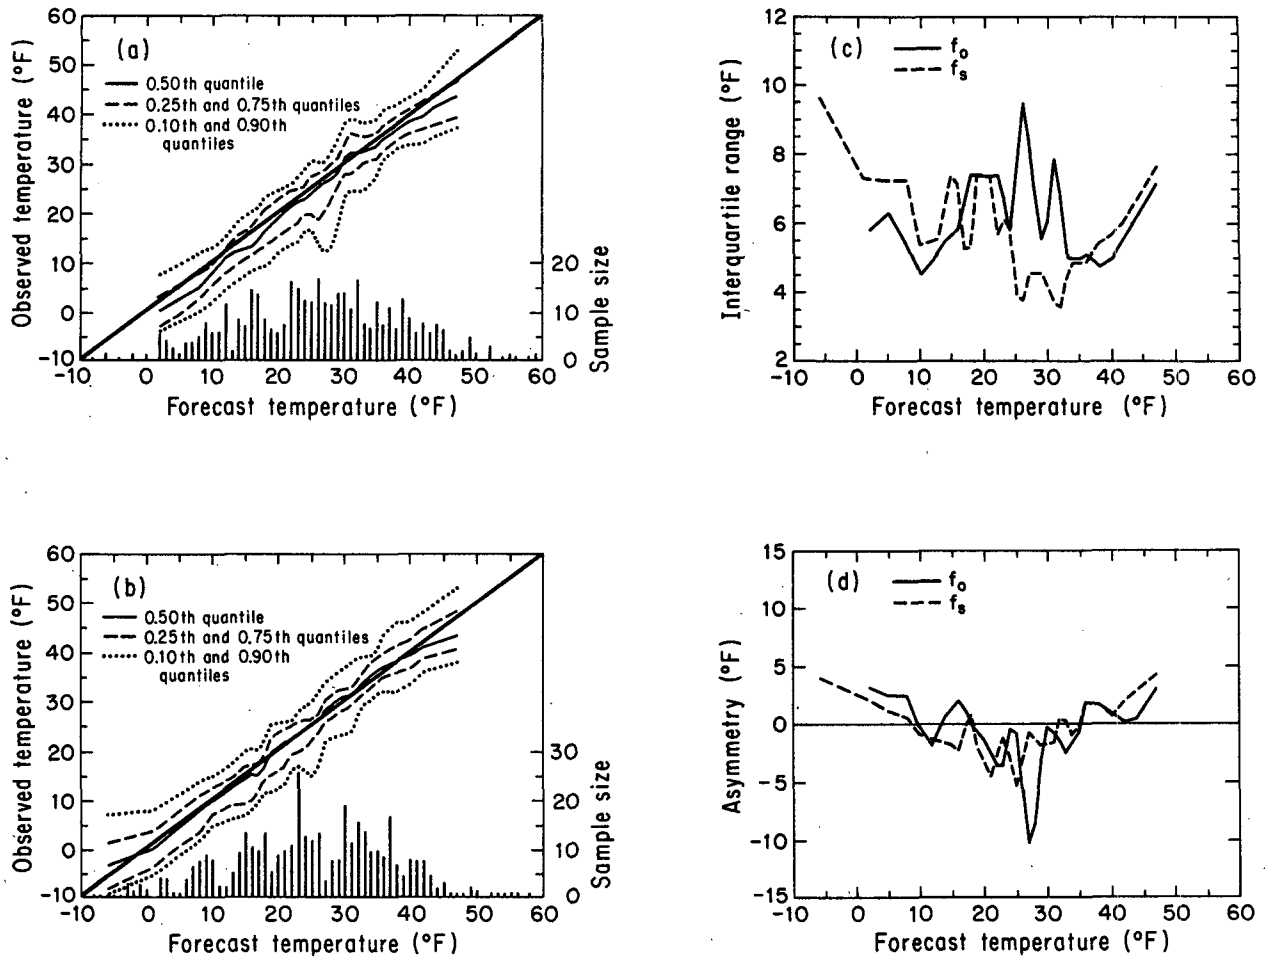 (a)
0.50th quantile
0.25th and 0.75th quantiles
0.10th and 0.90th
quantiles
60
50
40
30
20
10
0
-10
Observed temperature (°F)
20
10
0
Sample size
-10 0 10 20 30 40 50 60
Forecast temperature (°F)
(c)
fo
fs
12
10
8
6
4
2
Interquartile range (°F)
-10 0 10 20 30 40 50 60
Forecast temperature (°F)
(b)
0.50th quantile
0.25th and 0.75th quantiles
0.10th and 0.90th
quantiles
60
50
40
30
20
10
0
-10
Observed temperature (°F)
30
20
10
0
Sample size
-10 0 10 20 30 40 50 60
Forecast temperature (°F)
(d)
fo
fs
15
10
5
0
-5
-10
-15
Asymmetry (°F)
-10 0 10 20 30 40 50 60
Forecast temperature (°F)